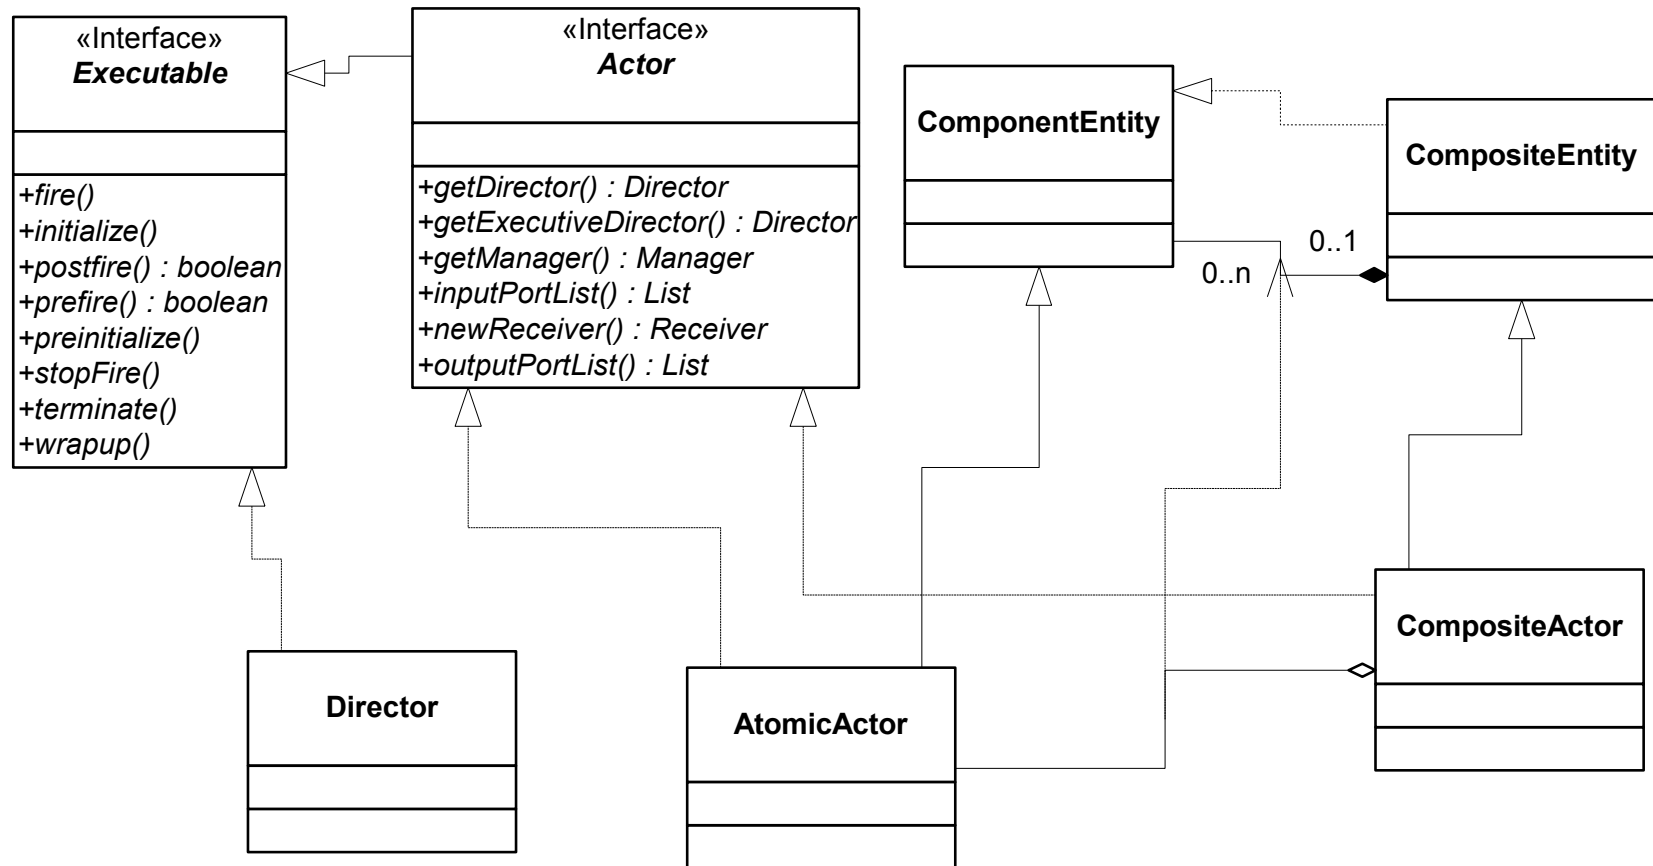 «Interface»
Executable
+fire()
+initialize()
+postfire() : boolean
+prefire() : boolean
+preinitialize()
+stopFire()
+terminate()
+wrapup()
«Interface»
Actor
+getDirector() : Director
+getExecutiveDirector() : Director
+getManager() : Manager
+inputPortList() : List
+newReceiver() : Receiver
+outputPortList() : List
ComponentEntity
CompositeEntity
0..1
0..n
CompositeActor
Director
AtomicActor